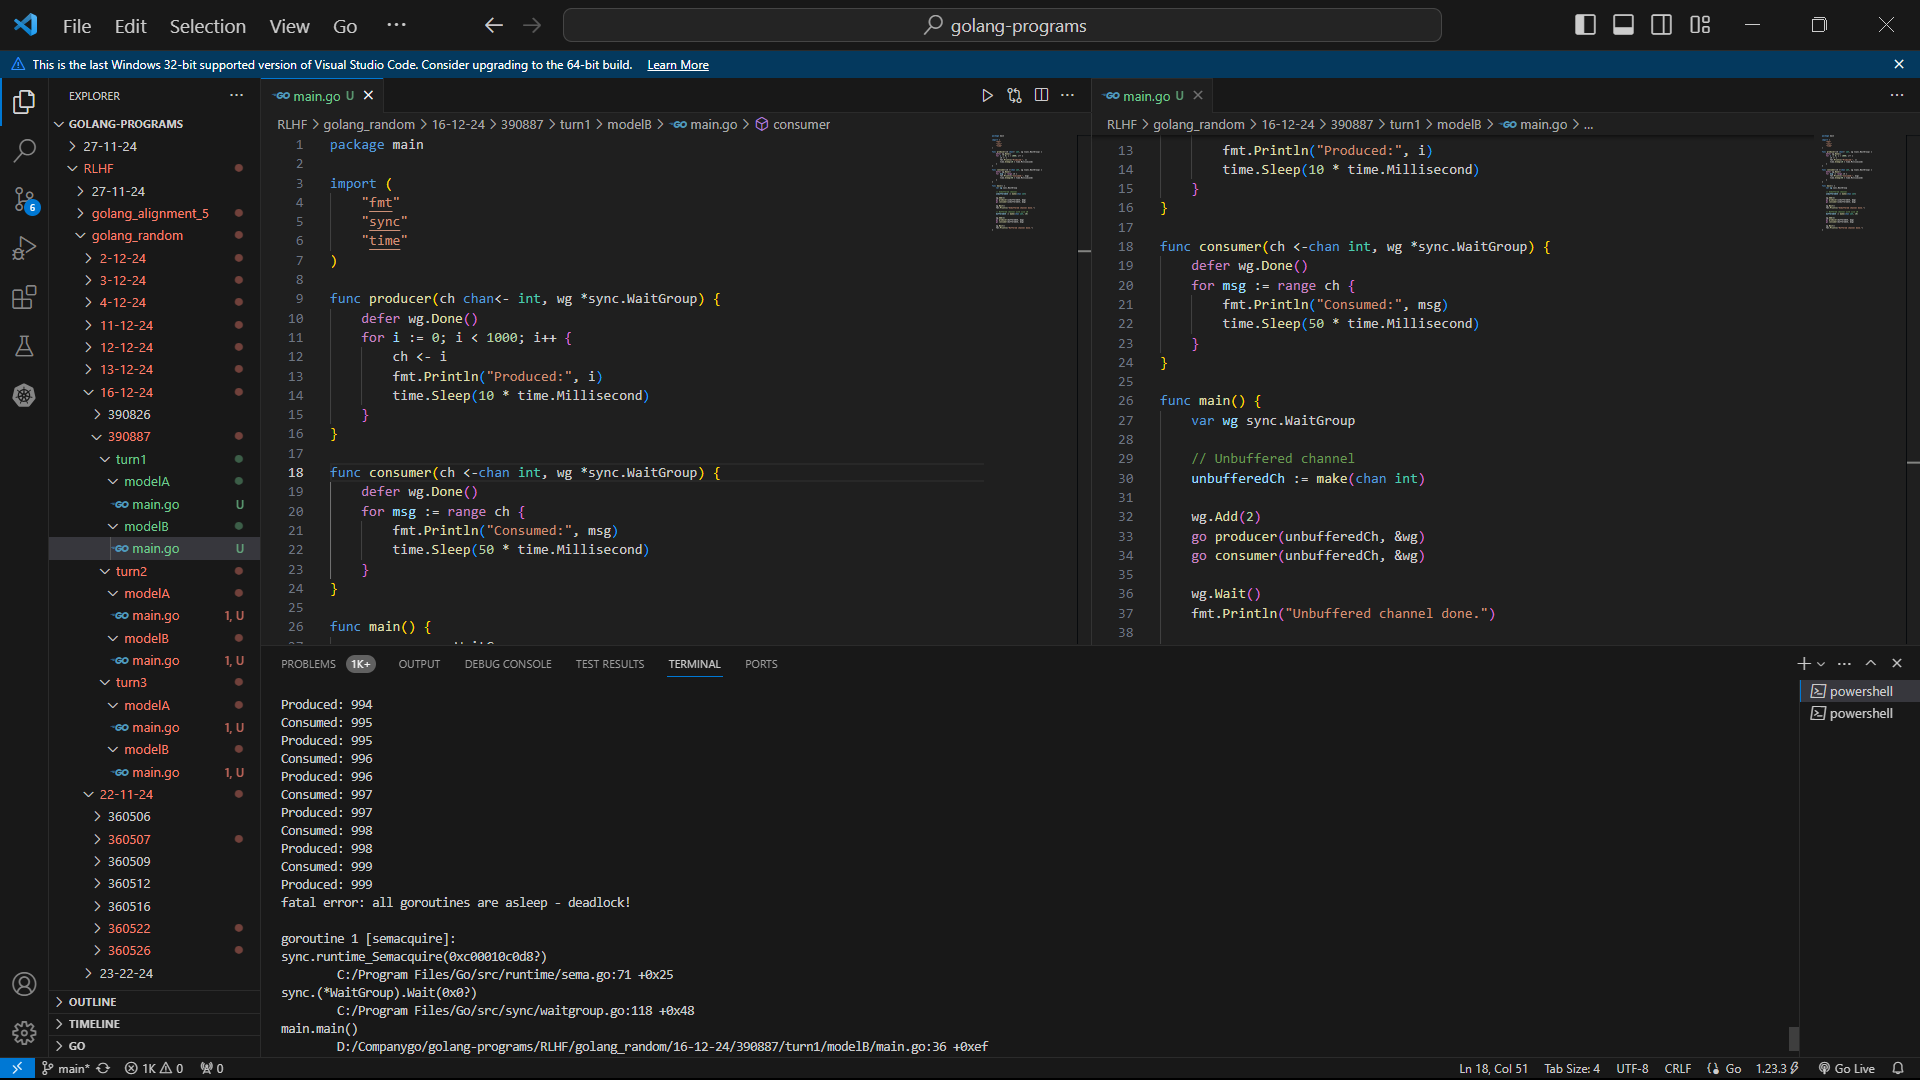 File Edit Selection View Go ···
golang-programs
This is the last Windows 32-bit supported version of Visual Studio Code. Consider upgrading to the 64-bit build. Learn More
EXPLORER
GOLANG-PROGRAMS
27-11-24
RLHF
27-11-24
golang_alignment_5
golang_random
2-12-24
3-12-24
4-12-24
11-12-24
12-12-24
13-12-24
16-12-24
390826
390887
turn1
modelA
main.go U
modelB
main.go U
turn2
modelA
main.go 1, U
modelB
main.go 1, U
turn3
modelA
main.go 1, U
modelB
main.go 1, U
22-11-24
360506
360507
360509
360512
360516
360522
360526
23-22-24
OUTLINE
TIMELINE
GO
6
main.go U
RLHF > golang_random > 16-12-24 > 390887 > turn1 > modelB > main.go > consumer
1 package main
2
3 import (
4 "fmt"
5 "sync"
6 "time"
7 )
8
9 func producer(ch chan<- int, wg *sync.WaitGroup) {
10 defer wg.Done()
11 for i := 0; i < 1000; i++ {
12 ch <- i
13 fmt.Println("Produced:", i)
14 time.Sleep(10 * time.Millisecond)
15 }
16 }
17
18 func consumer(ch <-chan int, wg *sync.WaitGroup) {
19 defer wg.Done()
20 for msg := range ch {
21 fmt.Println("Consumed:", msg)
22 time.Sleep(50 * time.Millisecond)
23 }
24 }
25
26 func main() {
main.go U
RLHF > golang_random > 16-12-24 > 390887 > turn1 > modelB > main.go > ...
13 fmt.Println("Produced:", i)
14 time.Sleep(10 * time.Millisecond)
15 }
16 }
17
18 func consumer(ch <-chan int, wg *sync.WaitGroup) {
19 defer wg.Done()
20 for msg := range ch {
21 fmt.Println("Consumed:", msg)
22 time.Sleep(50 * time.Millisecond)
23 }
24 }
25
26 func main() {
27 var wg sync.WaitGroup
28
29 // Unbuffered channel
30 unbufferedCh := make(chan int)
31
32 wg.Add(2)
33 go producer(unbufferedCh, &wg)
34 go consumer(unbufferedCh, &wg)
35
36 wg.Wait()
37 fmt.Println("Unbuffered channel done.")
38
PROBLEMS 1K+ OUTPUT DEBUG CONSOLE TEST RESULTS TERMINAL PORTS
Produced: 994
Consumed: 995
Produced: 995
Consumed: 996
Produced: 996
Consumed: 997
Produced: 997
Consumed: 998
Produced: 998
Consumed: 999
Produced: 999
fatal error: all goroutines are asleep - deadlock!
goroutine 1 [semacquire]:
sync.runtime_Semacquire(0xc00010c0d8?)
C:/Program Files/Go/src/runtime/sema.go:71 +0x25
sync.(*WaitGroup).Wait(0x0?)
C:/Program Files/Go/src/sync/waitgroup.go:118 +0x48
main.main()
D:/Companygo/golang-programs/RLHF/golang_random/16-12-24/390887/turn1/modelB/main.go:36 +0xef
powershell
powershell
main* 1K 0 0 Ln 18, Col 51 Tab Size: 4 UTF-8 CRLF Go 1.23.3 Go Live